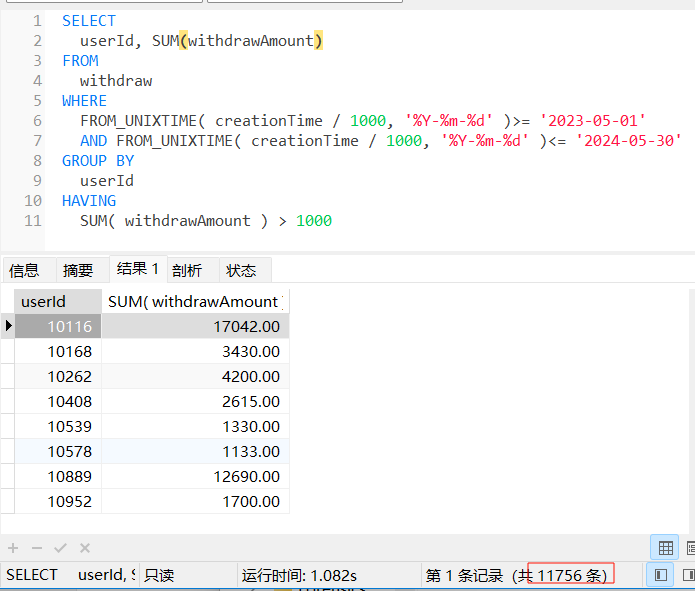 1 SELECT
2 userId, SUM(withdrawAmount)
3 FROM
4 withdraw
5 WHERE
6 FROM_UNIXTIME( creationTime / 1000, '%Y-%m-%d' )>= '2023-05-01'
7 AND FROM_UNIXTIME( creationTime / 1000, '%Y-%m-%d' )<= '2024-05-30'
8 GROUP BY
9 userId
10 HAVING
11 SUM( withdrawAmount ) > 1000
信息 摘要 结果 1 剖析 状态
userId SUM( withdrawAmount )
10116 17042.00
10168 3430.00
10262 4200.00
10408 2615.00
10539 1330.00
10578 1133.00
10889 12690.00
10952 1700.00
SELECT userId, S 只读 运行时间: 1.082s 第 1 条记录 (共 11756 条)